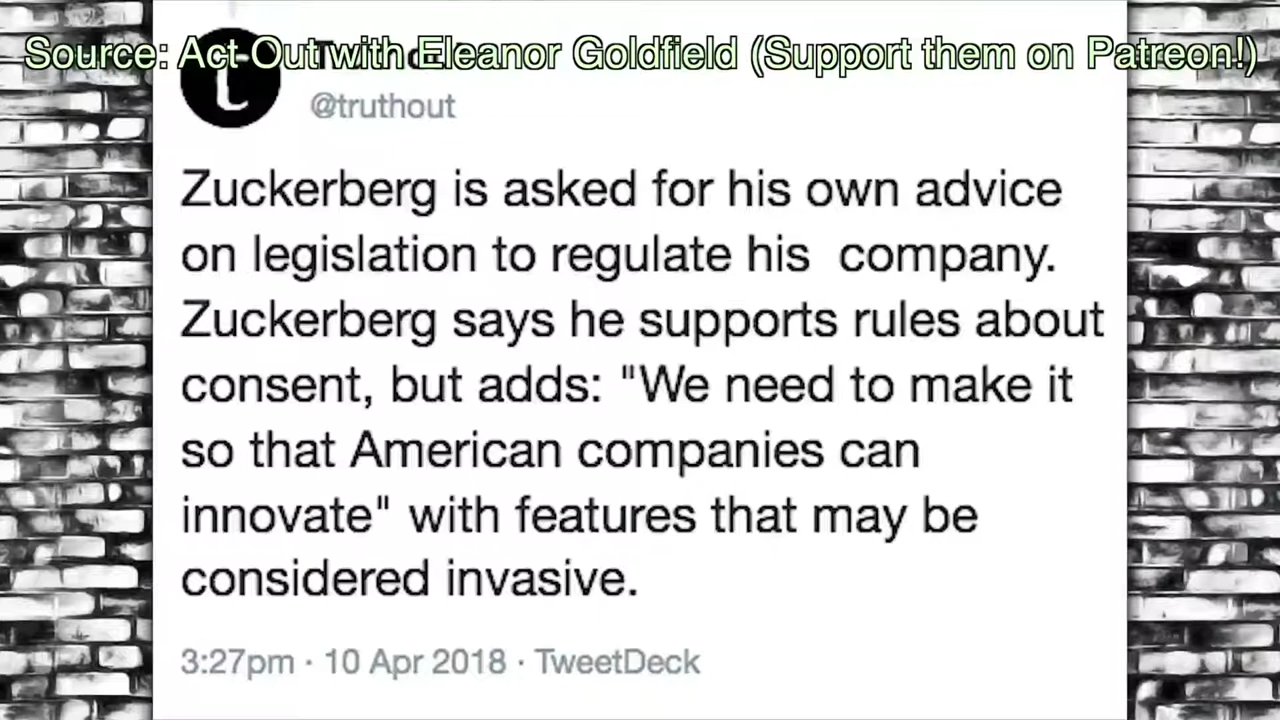 Source: Act Out with Eleanor Goldfield (Support them on Patreon!)
@truthout
Zuckerberg is asked for his own advice
on legislation to regulate his  company.
Zuckerberg says he supports rules about
consent, but adds: "We need to make it
so that American companies can
innovate" with features that may be
considered invasive.
3:27pm · 10 Apr 2018 · TweetDeck